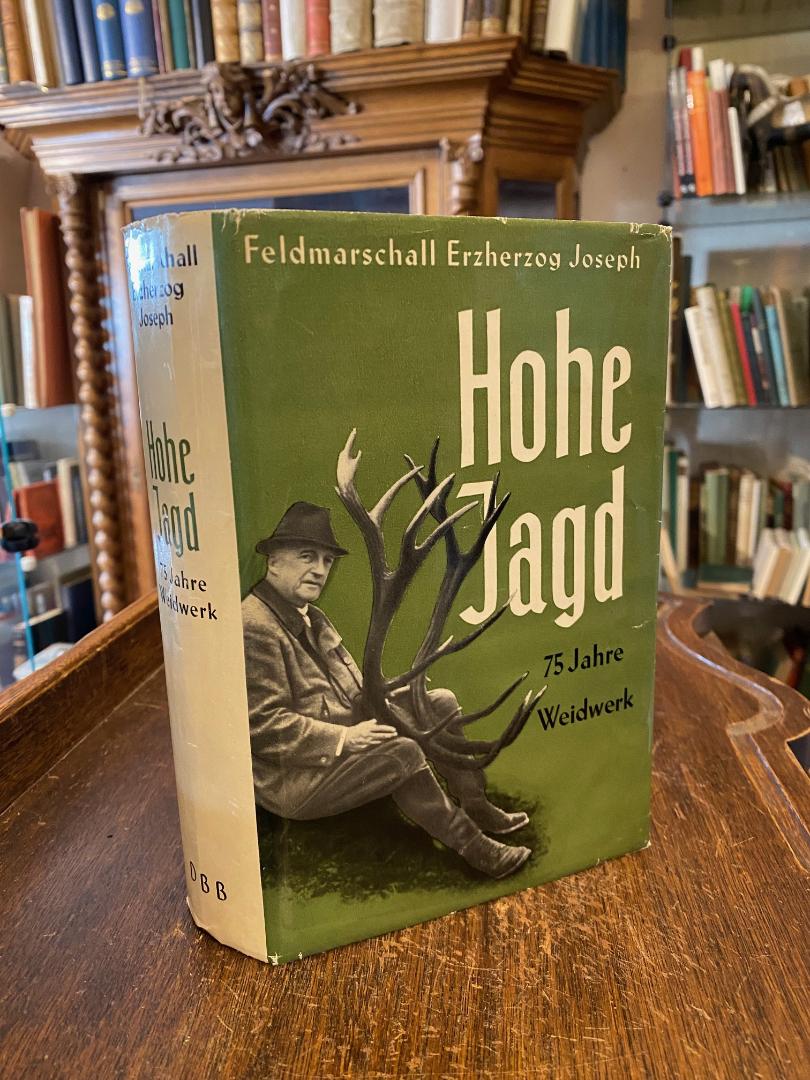 Feldmarschall Erzherzog Joseph
Hohe
Jagd
75 Jahre
Weidwerk
Erzherzog
Joseph
Hohe
Jagd
75 Jahre
Weidwerk
DBB